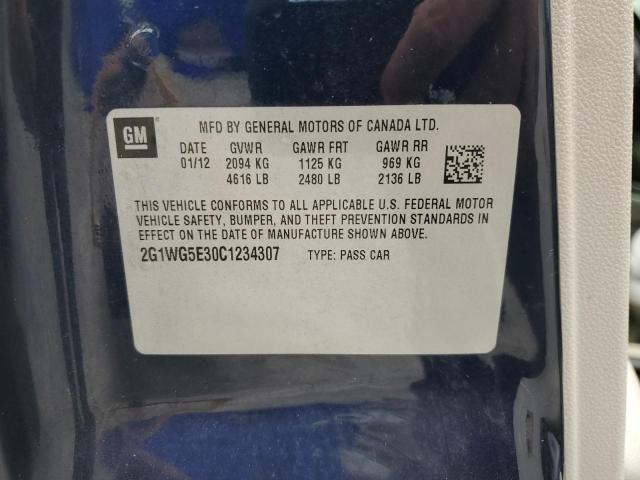 GM
MFD BY GENERAL MOTORS OF CANADA LTD.
DATE GVWR GAWR FRT GAWR RR
01/12 2094 KG 1125 KG 969 KG
4616 LB 2480 LB 2136 LB
THIS VEHICLE CONFORMS TO ALL APPLICABLE U.S. FEDERAL MOTOR
VEHICLE SAFETY, BUMPER, AND THEFT PREVENTION STANDARDS IN
EFFECT ON THE DATE OF MANUFACTURE SHOWN ABOVE.
2G1WG5E30C1234307 TYPE: PASS CAR